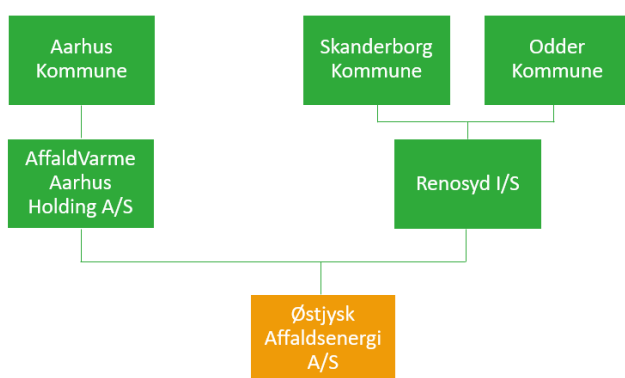 Aarhus
Kommune
Skanderborg
Kommune
Odder
Kommune
AffaldVarme
Aarhus
Holding A/S
Renosyd I/S
Østjysk
Affaldsenergi
A/S